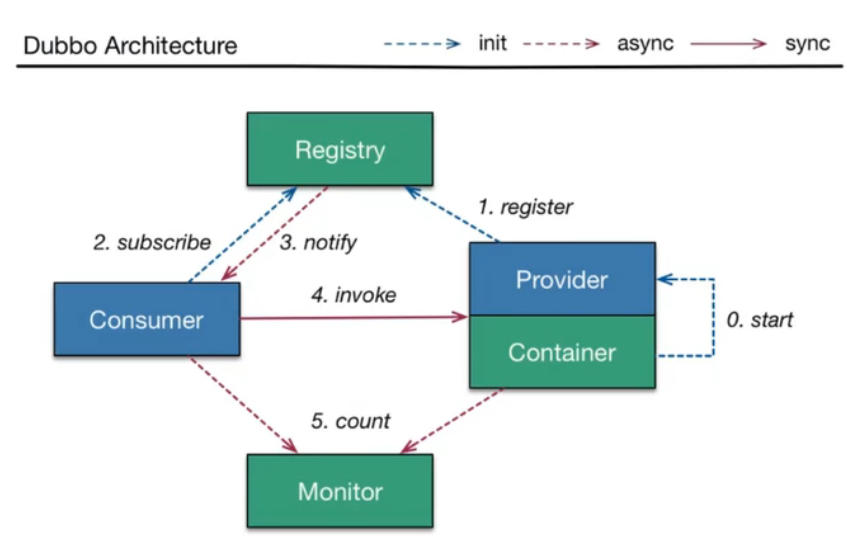 Dubbo Architecture
init
async
sync
Registry
1. register
2. subscribe
3. notify
Provider
4. invoke
Consumer
0. start
Container
5. count
Monitor